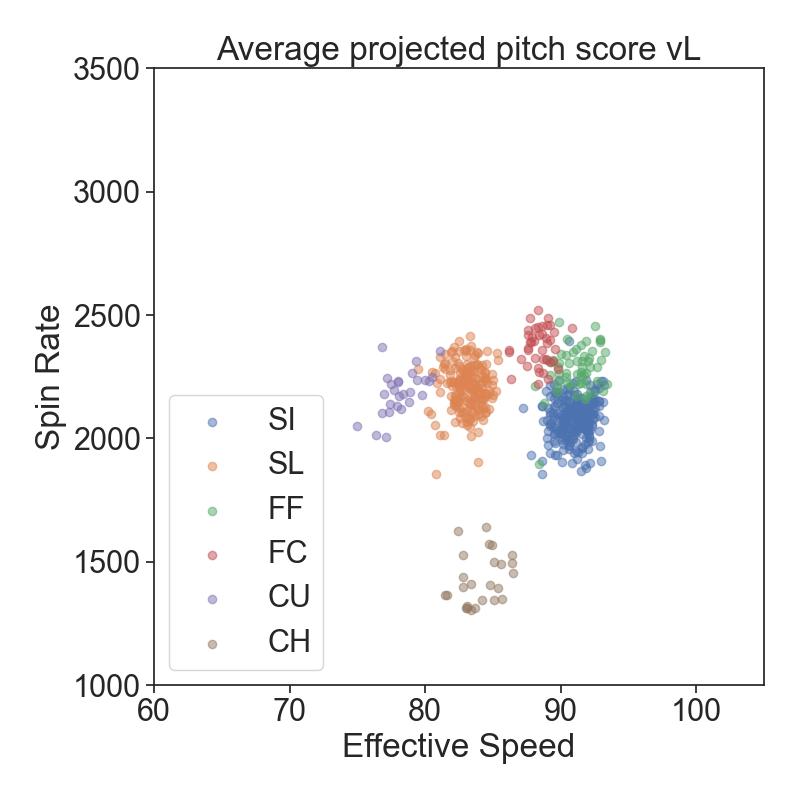 Average projected pitch score vL
3500
3000
2500
2000
1500
1000
Spin Rate
SI
SL
FF
FC
CU
CH
60
70
80
90
100
Effective Speed